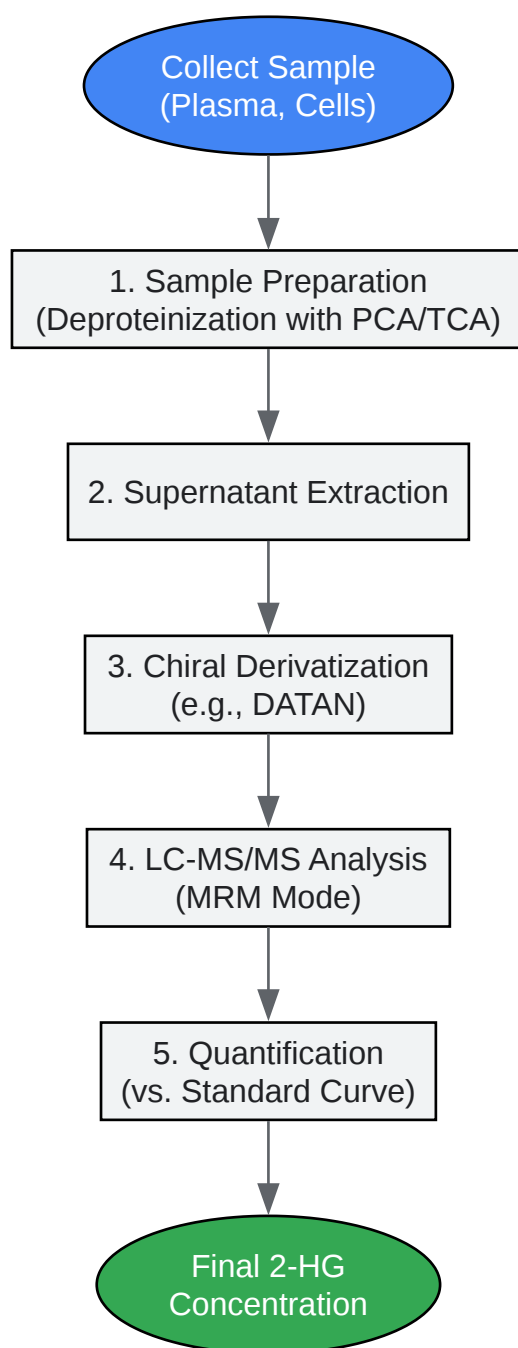 Collect Sample
(Plasma, Cells)
1. Sample Preparation
(Deproteinization with PCA/TCA)
2. Supernatant Extraction
3. Chiral Derivatization
(e.g., DATAN)
4. LC-MS/MS Analysis
(MRM Mode)
5. Quantification
(vs. Standard Curve)
Final 2-HG
Concentration